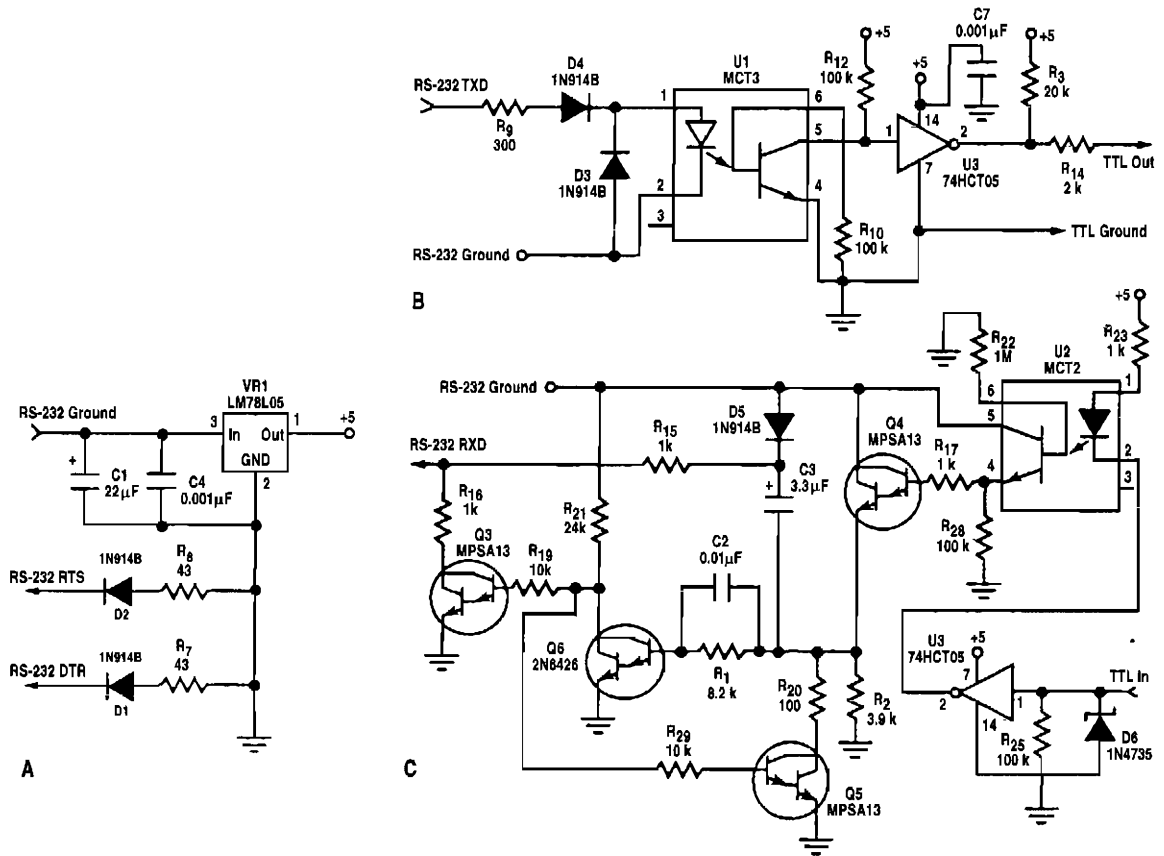 C7
0.001µF
+5
+5
+5
D4
1N914B
U1
MCT3
R12
100 k
R3
20 k
RS-232 TXD
R9
300
1
6
5
14
1
2
D3
1N914B
U3
74HCT05
R14
2 k
TTL Out
2
4
7
3
R10
100 k
TTL Ground
RS-232 Ground
B
+5
R22
1M
R23
1 k
U2
MCT2
VR1
LM78L05
RS-232 Ground
3
In
Out
1
+5
GND
2
C1
22µF
+
C4
0.001µF
RS-232 Ground
D5
1N914B
6
1
5
Q4
MPSA13
R17
1 k
4
2
3
R15
1k
RS-232 RXD
+
C3
3.3µF
R16
1k
R21
24k
R28
100 k
Q3
MPSA13
R19
10k
C2
0.01µF
1N914B
R8
43
RS-232 RTS
D2
Q6
2N6426
R1
8.2 k
R20
100
R2
3.9 k
U3
74HCT05
+5
7
2
1
14
TTL In
1N914B
R7
43
RS-232 DTR
D1
R25
100 k
D6
1N4735
R29
10 k
Q5
MPSA13
A
C